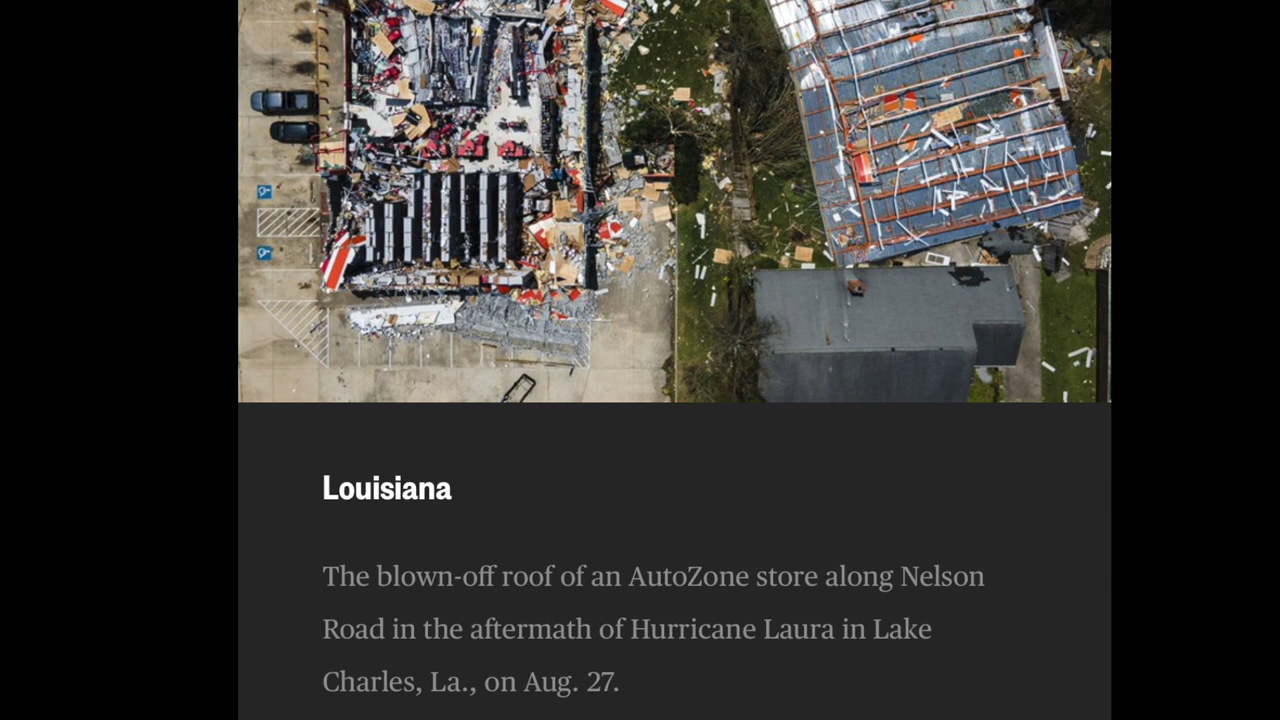 Louisiana
The blown-off roof of an AutoZone store along Nelson
Road in the aftermath of Hurricane Laura in Lake
Charles, La., on Aug. 27.